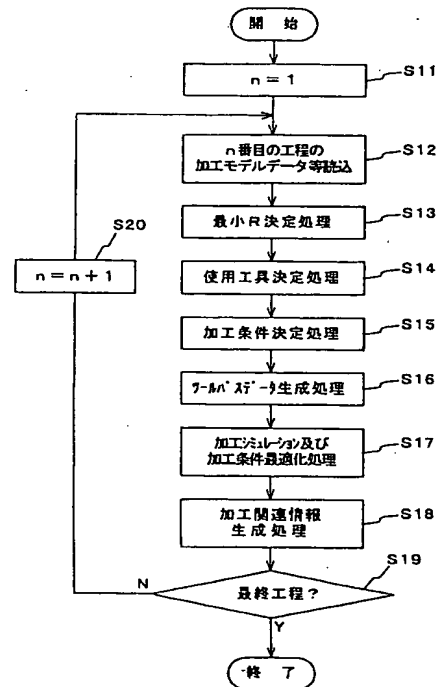 開 始
n = 1
S11
n番目の工程の
加工モデルデータ等読込
S12
最小R決定処理
S13
S20
n = n + 1
使用工具決定処理
S14
加工条件決定処理
S15
ツールパスデータ生成処理
S16
加工シミュレーション及び
加工条件最適化処理
S17
加工関連情報
生成処理
S18
S19
N
最終工程?
Y
終 了